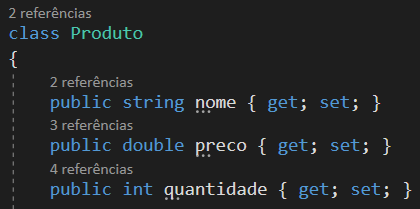 2 referências
class Produto
{
2 referências
public string nome { get; set; }
3 referências
public double preco { get; set; }
4 referências
public int quantidade { get; set; }